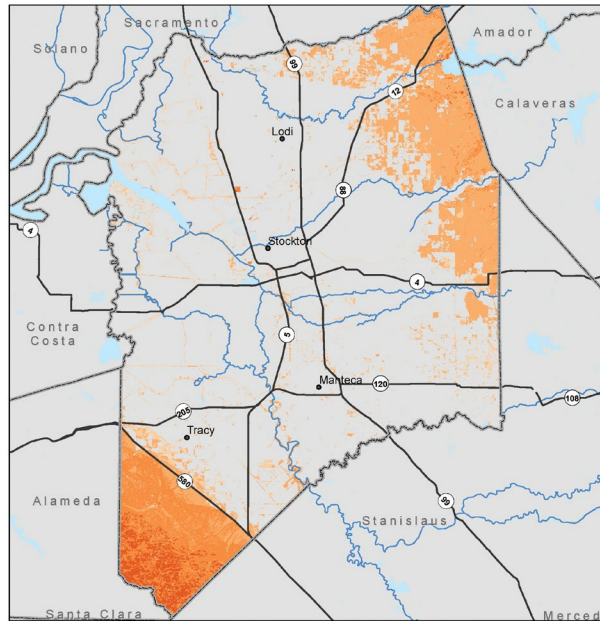 Sacramento
Amador
Solano
99
12
Calaveras
Lodi
88
4
Stockton
4
Contra
Costa
5
Manteca
120
108
205
Tracy
580
Alameda
99
Stanislaus
Santa Clara
Merced